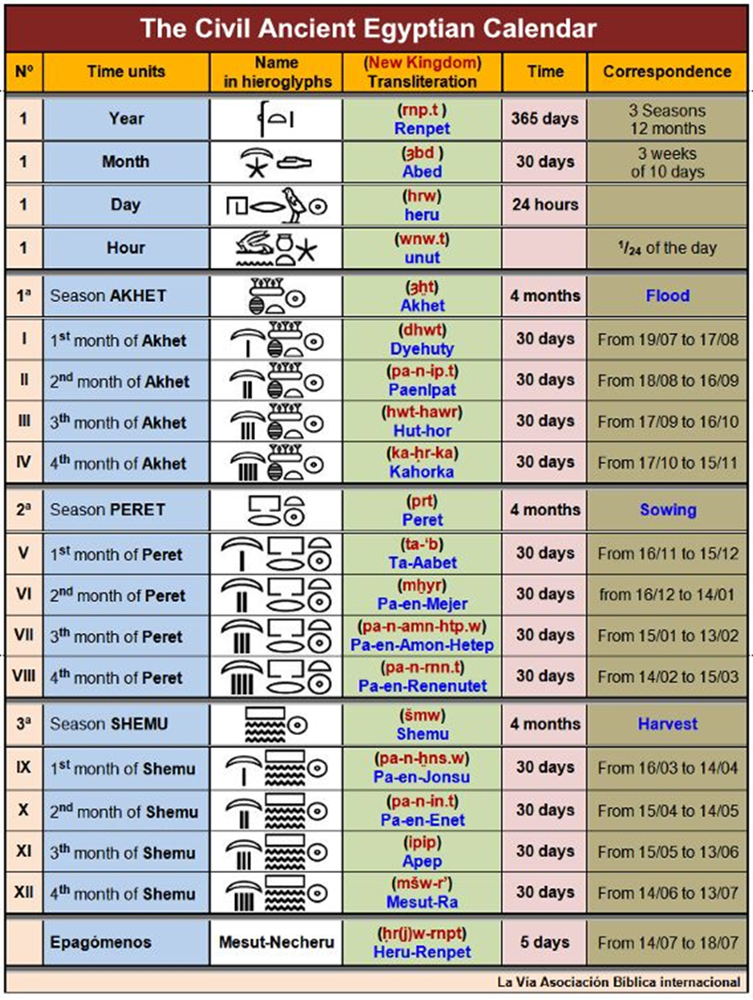 The Civil Ancient Egyptian Calendar
Nº Time units Name in hieroglyphs (New Kingdom) Transliteration Time Correspondence
1 Year (rnp.t ) Renpet 365 days 3 Seasons 12 months
1 Month (ꜣbd ) Abed 30 days 3 weeks of 10 days
1 Day (hrw) heru 24 hours
1 Hour (wnw.t) unut 1/24 of the day
1ª Season AKHET (ꜣḫt) Akhet 4 months Flood
I 1st month of Akhet (dhwt) Dyehuty 30 days From 19/07 to 17/08
II 2nd month of Akhet (pa-n-ip.t) PaenIpat 30 days From 18/08 to 16/09
III 3th month of Akhet (hwt-hawr) Hut-hor 30 days From 17/09 to 16/10
IV 4th month of Akhet (ka-ḥr-ka) Kahorka 30 days From 17/10 to 15/11
2ª Season PERET (prt) Peret 4 months Sowing
V 1st month of Peret (ta-‘b) Ta-Aabet 30 days From 16/11 to 15/12
VI 2nd month of Peret (mḫyr) Pa-en-Mejer 30 days from 16/12 to 14/01
VII 3th month of Peret (pa-n-amn-htp.w) Pa-en-Amon-Hetep 30 days From 15/01 to 13/02
VIII 4th month of Peret (pa-n-rnn.t) Pa-en-Renenutet 30 days From 14/02 to 15/03
3ª Season SHEMU (šmw) Shemu 4 months Harvest
IX 1st month of Shemu (pa-n-ḫns.w) Pa-en-Jonsu 30 days From 16/03 to 14/04
X 2nd month of Shemu (pa-n-in.t) Pa-en-Enet 30 days From 15/04 to 14/05
XI 3th month of Shemu (ipip) Apep 30 days From 15/05 to 13/06
XII 4th month of Shemu (mšw-r’) Mesut-Ra 30 days From 14/06 to 13/07
Epagómenos Mesut-Necheru (ḥr(j)w-rnpt) Heru-Renpet 5 days From 14/07 to 18/07
La Vía Asociación Bíblica internacional